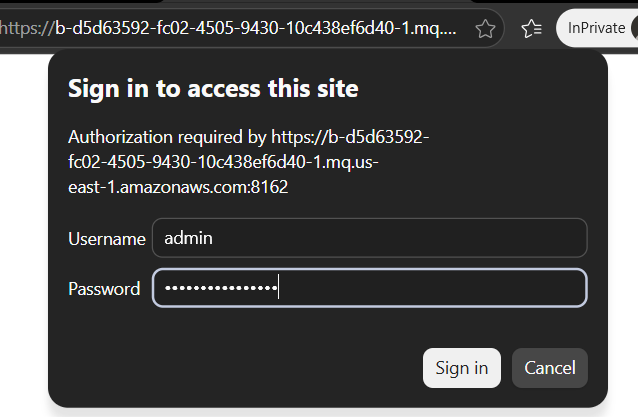 https://b-d5d63592-fc02-4505-9430-10c438ef6d40-1.mq....
InPrivate
Sign in to access this site
Authorization required by https://b-d5d63592-
fc02-4505-9430-10c438ef6d40-1.mq.us-
east-1.amazonaws.com:8162
Username admin
Password ••••••••••••••••
Sign in Cancel